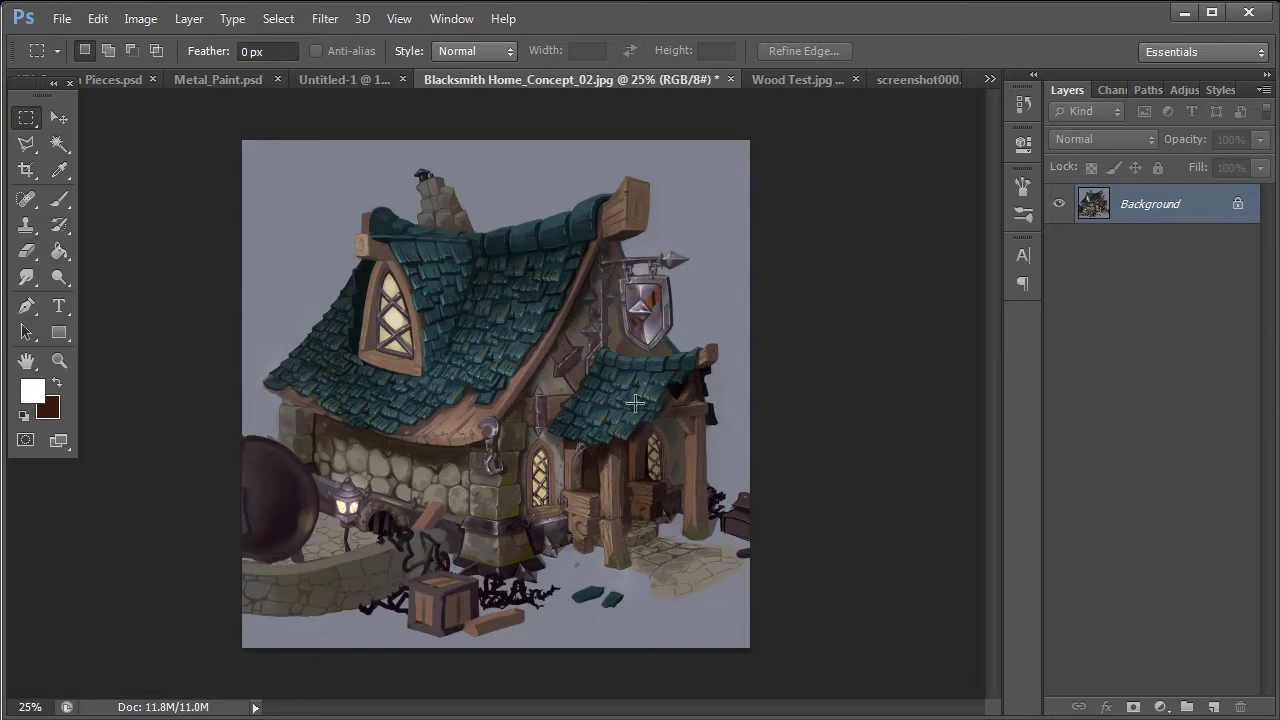 Ps File Edit Image Layer Type Select Filter 3D View Window Help
Feather: 0 px Anti-alias Style: Normal Width: Height: Refine Edge... Essentials
Pieces.psd × Metal_Paint.psd × Untitled-1 @ 1... × Blacksmith Home_Concept_02.jpg @ 25% (RGB/8#) * × Wood Test.jpg ... × screenshot000.
Layers Chann Paths Adjus Styles
Kind
Normal Opacity: 100%
Lock: Fill: 100%
Background
25% Doc: 11.8M/11.0M